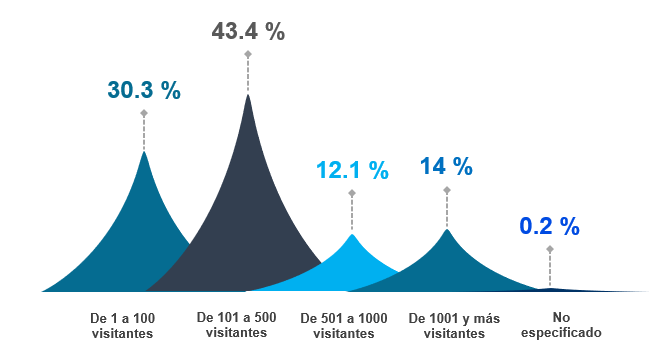 43.4 %
30.3 %
12.1 %
14 %
0.2 %
De 1 a 100
visitantes
De 101 a 500
visitantes
De 501 a 1000
visitantes
De 1001 y más
visitantes
No
especificado